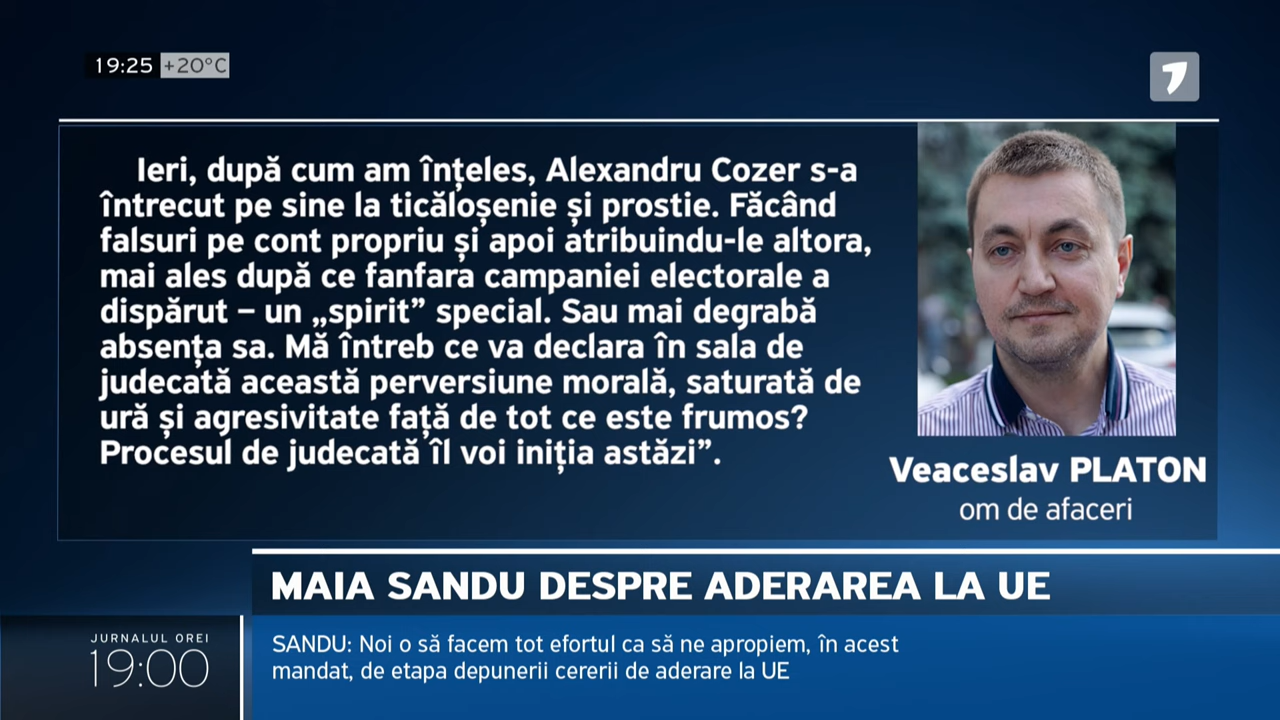 19:25 +20°C
7
Ieri, după cum am înțeles, Alexandru Cozer s-a
întrecut pe sine la ticăloșenie și prostie. Făcând
falsuri pe cont propriu și apoi atribuindu-le altora,
mai ales după ce fanfara campaniei electorale a
dispărut – un „spirit” special. Sau mai degrabă
absența sa. Mă întreb ce va declara în sala de
judecată această perversiune morală, saturată de
ură și agresivitate față de tot ce este frumos?
Procesul de judecată îl voi iniția astăzi”.
Veaceslav PLATON
om de afaceri
MAIA SANDU DESPRE ADERAREA LA UE
JURNALUL OREI
19:00
SANDU: Noi o să facem tot efortul ca să ne apropiem, în acest
mandat, de etapa depunerii cererii de aderare la UE